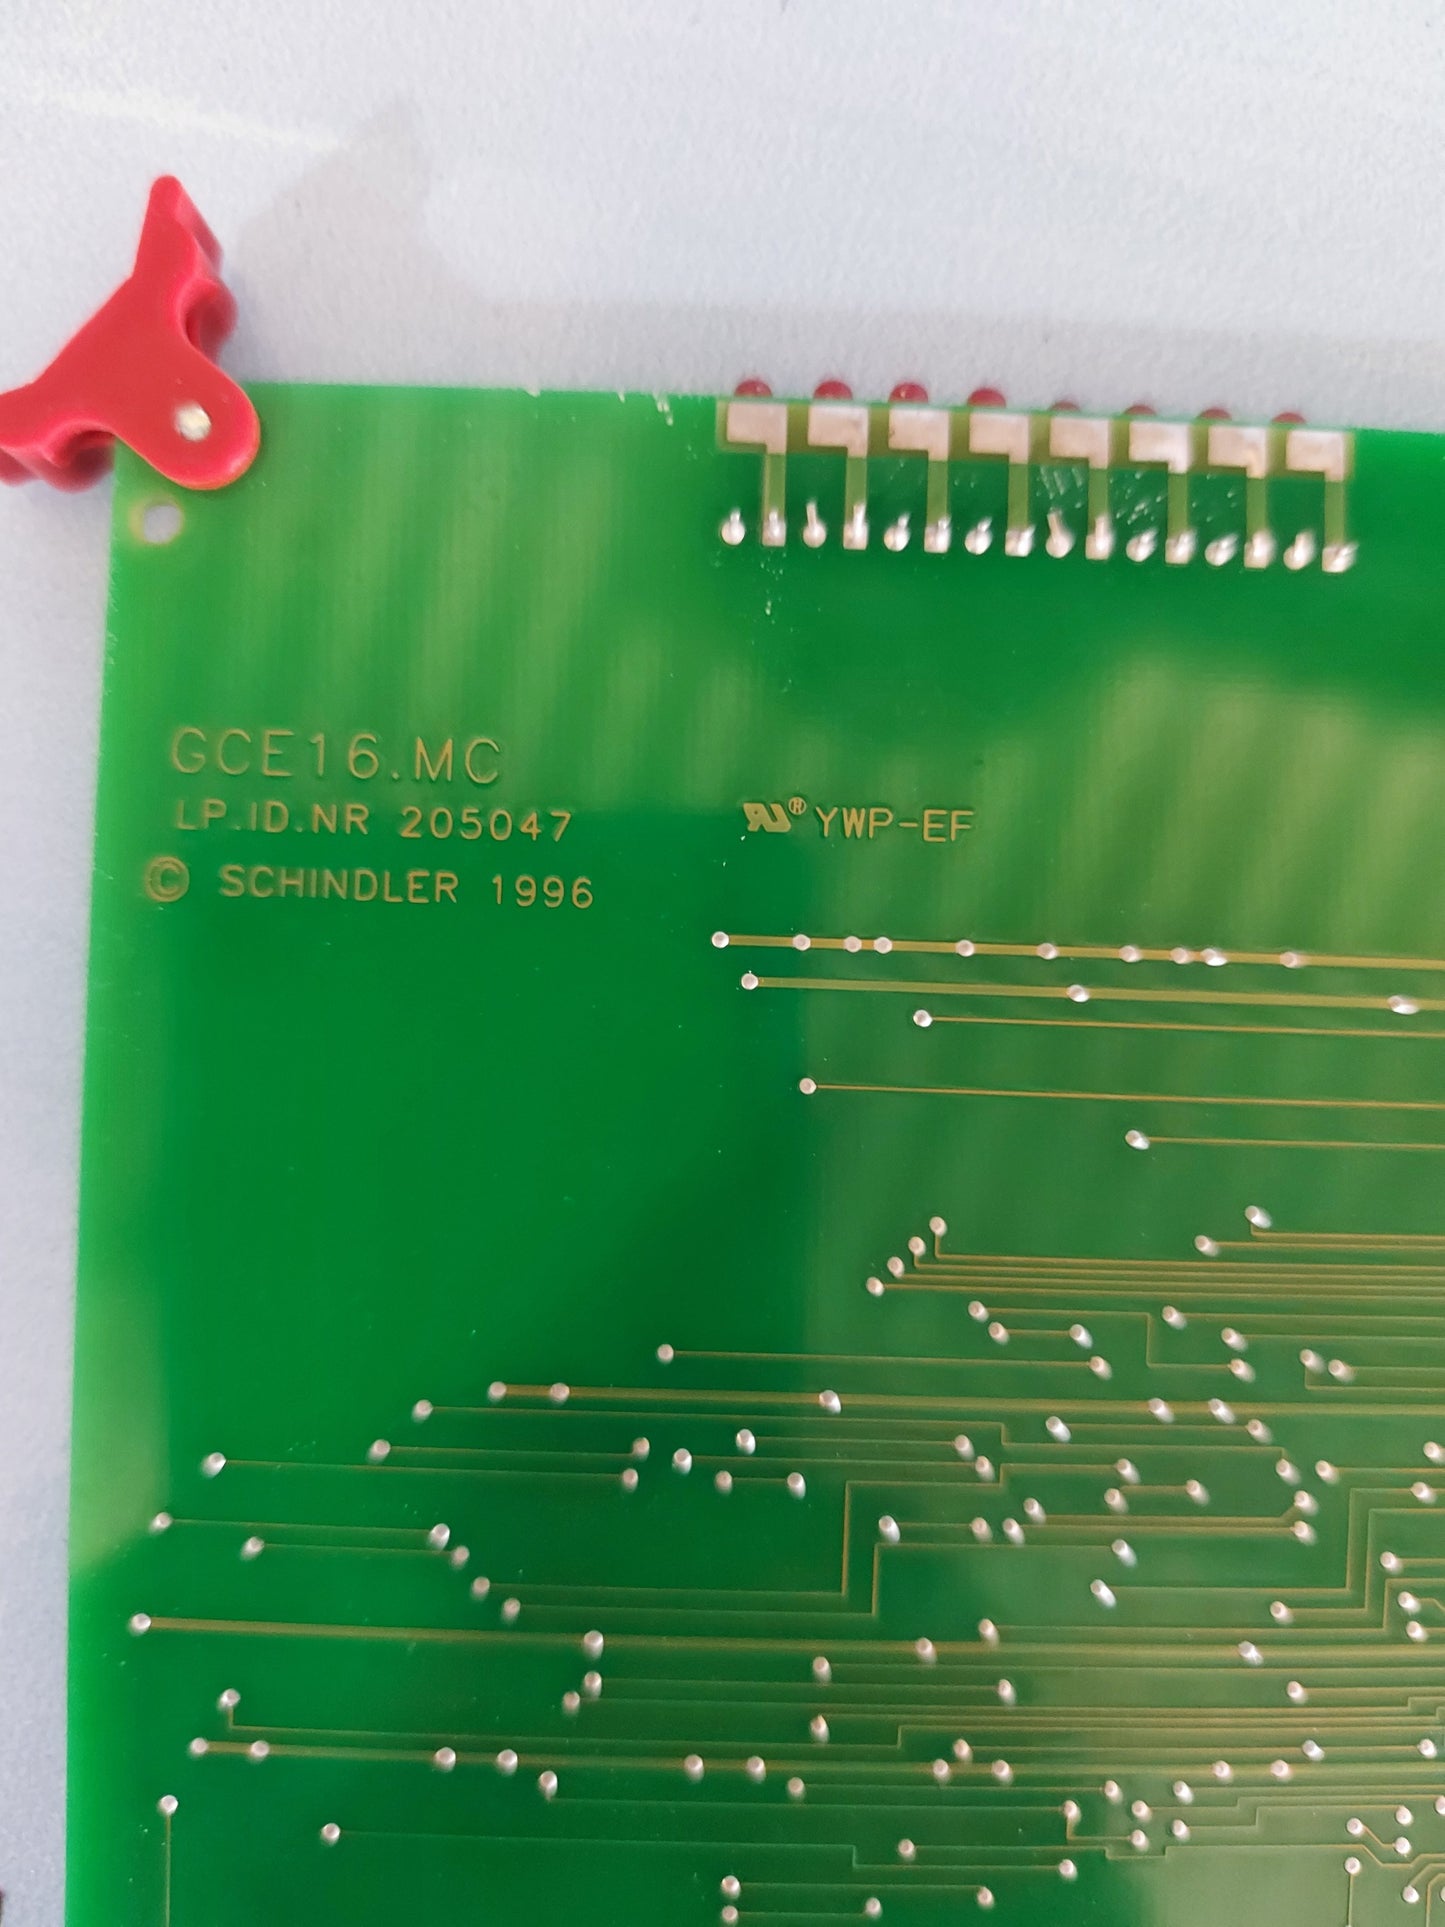 GCE16.MC
LP.ID.NR 205047
© SCHINDLER 1996
® YWP-EF